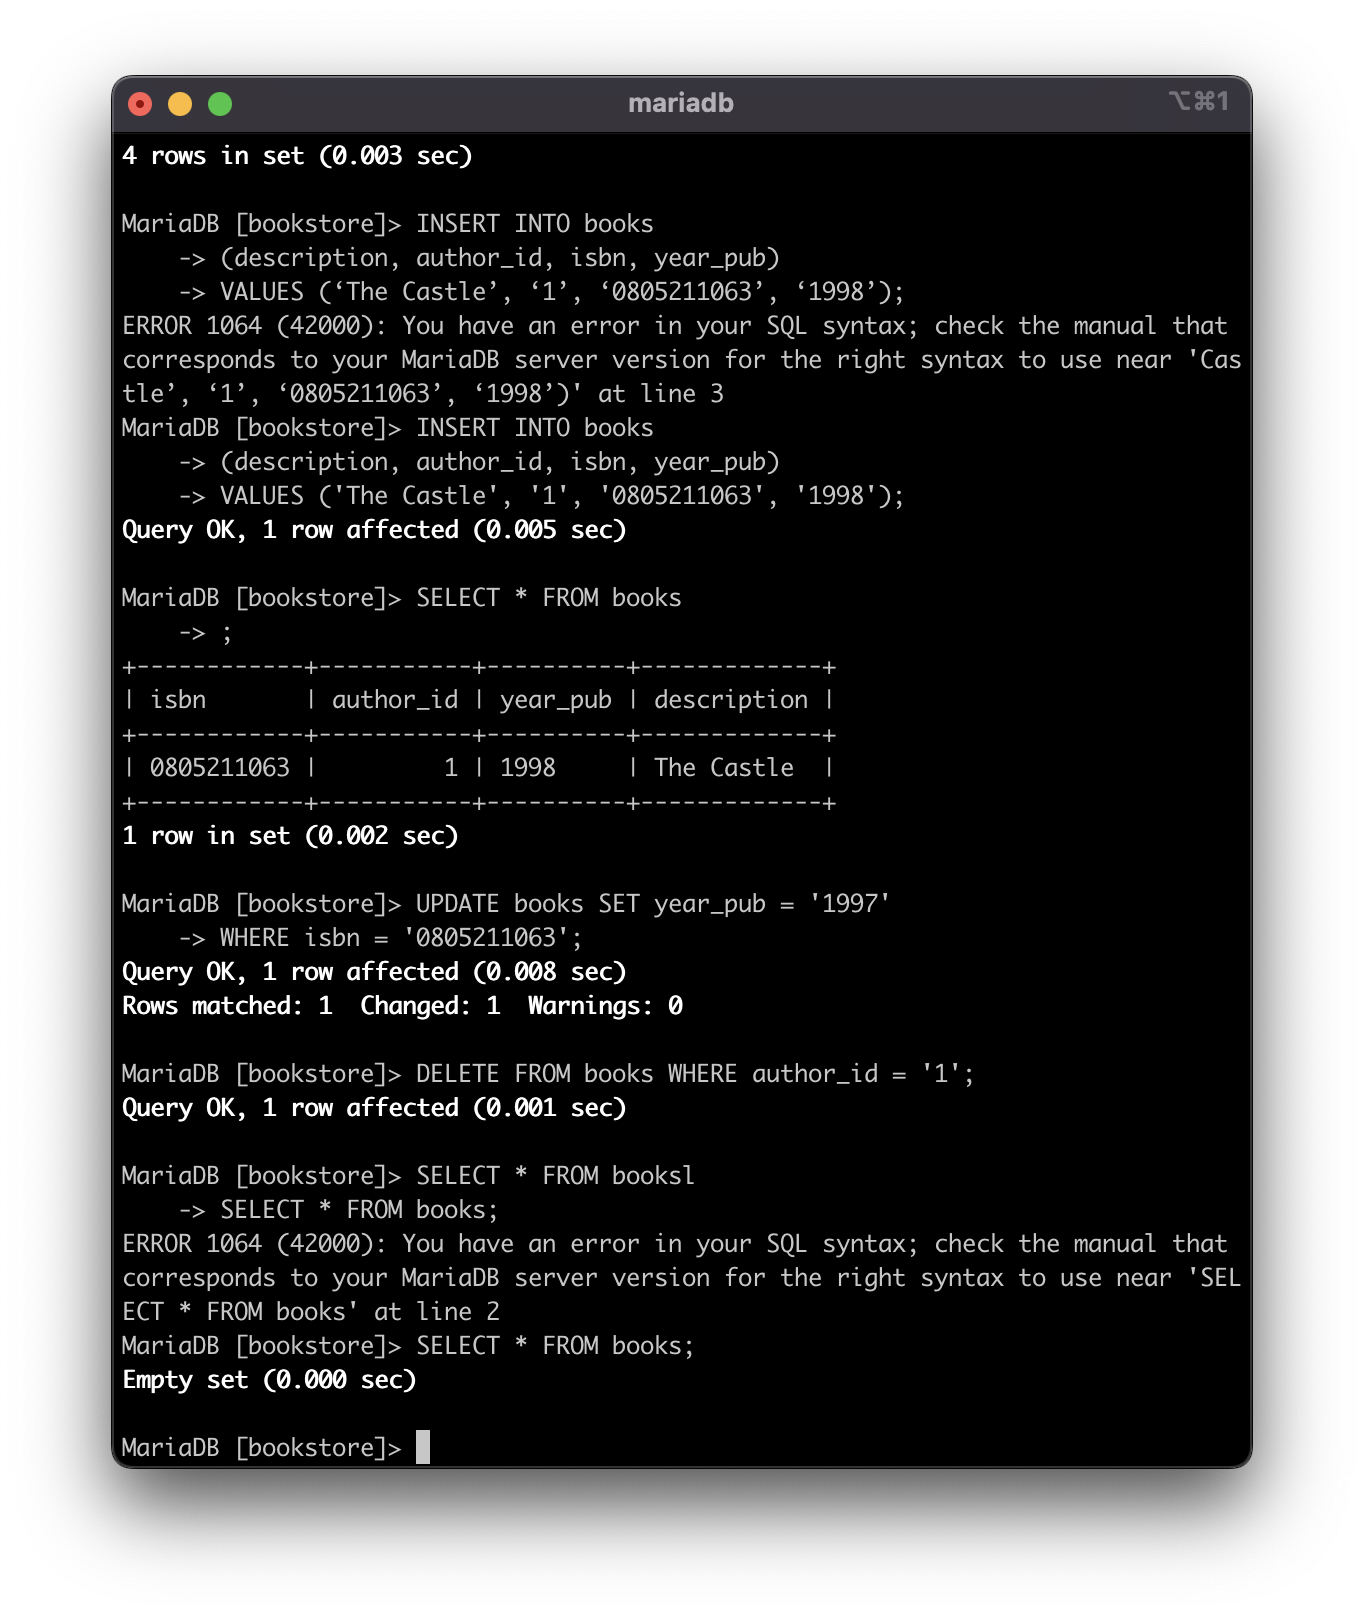 mariadb
⌥⌘1
4 rows in set (0.003 sec)
MariaDB [bookstore]> INSERT INTO books
    -> (description, author_id, isbn, year_pub)
    -> VALUES (‘The Castle’, ‘1’, ‘0805211063’, ‘1998’);
ERROR 1064 (42000): You have an error in your SQL syntax; check the manual that
corresponds to your MariaDB server version for the right syntax to use near 'Cas
tle’, ‘1’, ‘0805211063’, ‘1998’)' at line 3
MariaDB [bookstore]> INSERT INTO books
    -> (description, author_id, isbn, year_pub)
    -> VALUES ('The Castle', '1', '0805211063', '1998');
Query OK, 1 row affected (0.005 sec)
MariaDB [bookstore]> SELECT * FROM books
    -> ;
+------------+-----------+----------+-------------+
| isbn       | author_id | year_pub | description |
+------------+-----------+----------+-------------+
| 0805211063 |         1 | 1998     | The Castle  |
+------------+-----------+----------+-------------+
1 row in set (0.002 sec)
MariaDB [bookstore]> UPDATE books SET year_pub = '1997'
    -> WHERE isbn = '0805211063';
Query OK, 1 row affected (0.008 sec)
Rows matched: 1  Changed: 1  Warnings: 0
MariaDB [bookstore]> DELETE FROM books WHERE author_id = '1';
Query OK, 1 row affected (0.001 sec)
MariaDB [bookstore]> SELECT * FROM booksl
    -> SELECT * FROM books;
ERROR 1064 (42000): You have an error in your SQL syntax; check the manual that
corresponds to your MariaDB server version for the right syntax to use near 'SEL
ECT * FROM books' at line 2
MariaDB [bookstore]> SELECT * FROM books;
Empty set (0.000 sec)
MariaDB [bookstore]>